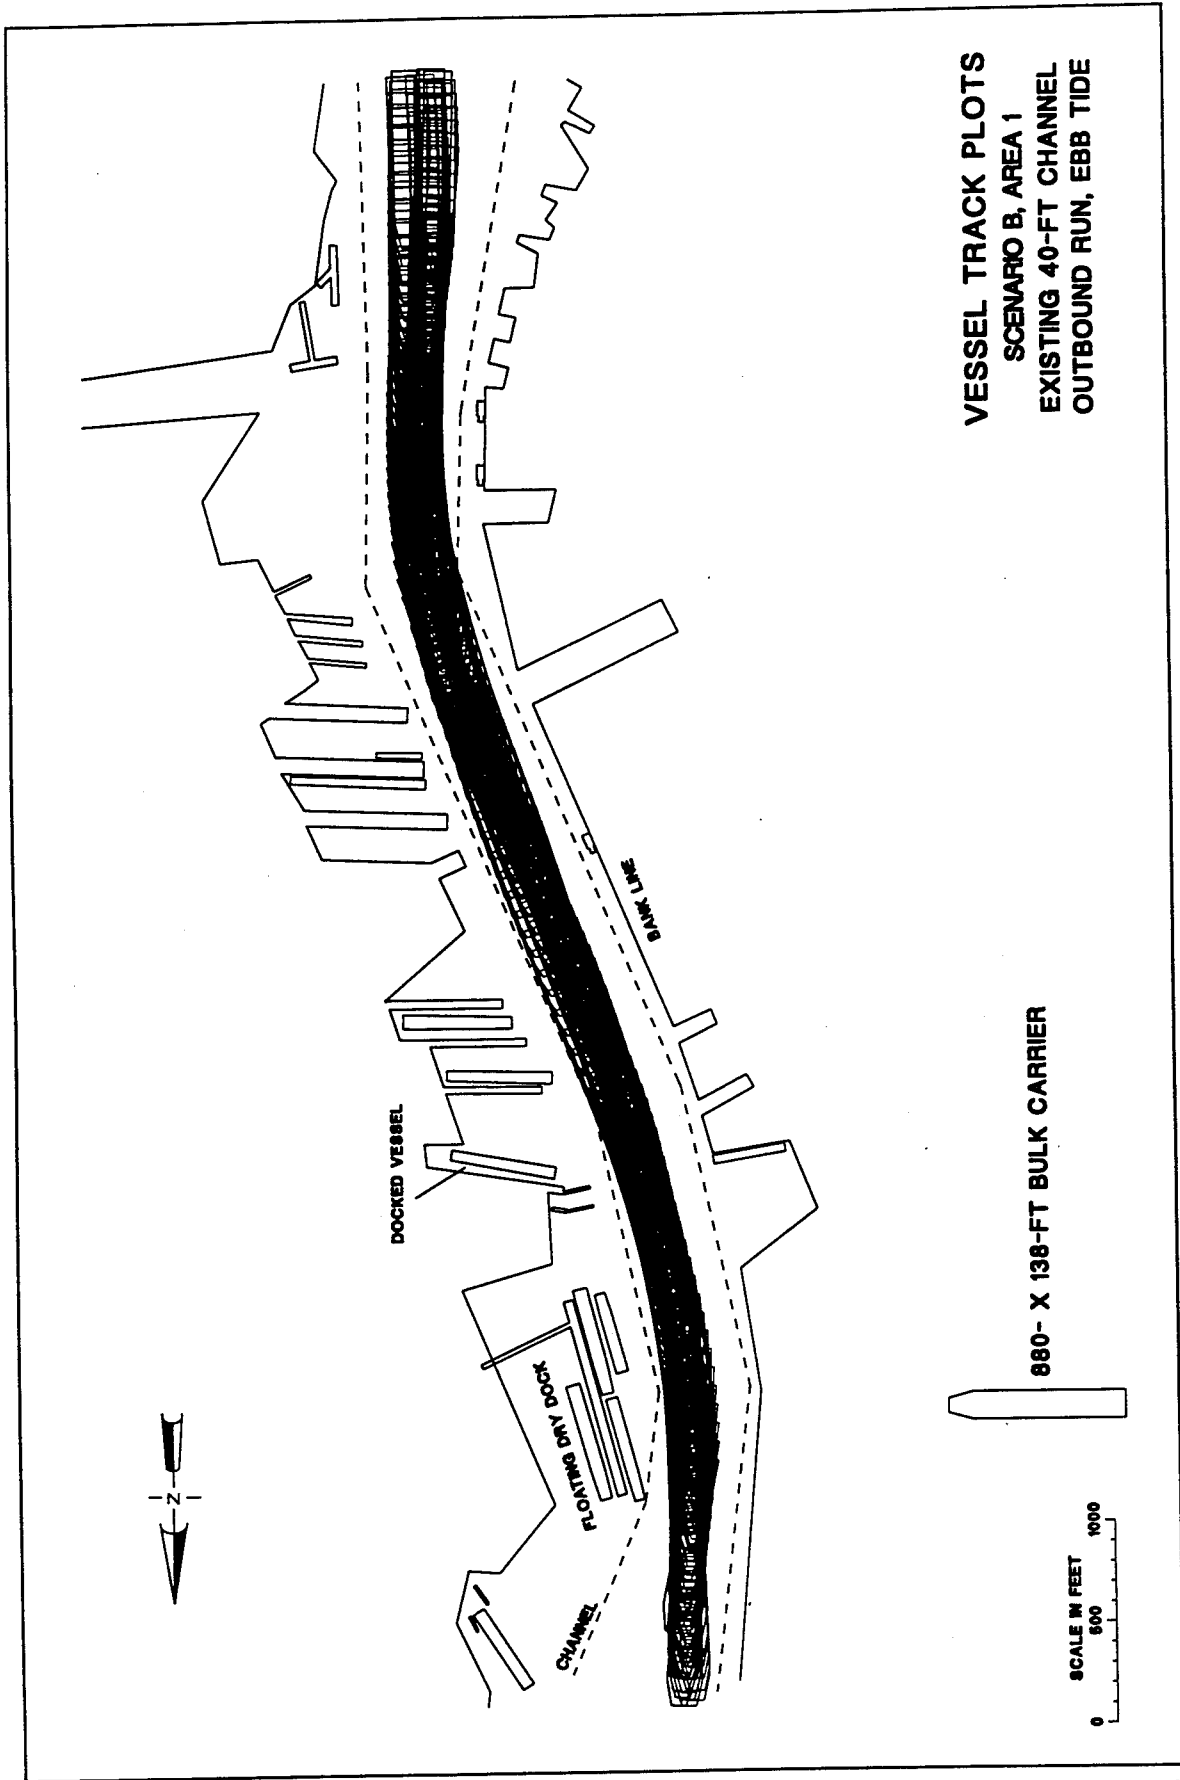 VESSEL TRACK PLOTS
SCENARIO B, AREA 1
EXISTING 40-FT CHANNEL
OUTBOUND RUN, EBB TIDE
BANK LINE
DOCKED VESSEL
FLOATING DRY DOCK
CHANNEL
N
880- X 138-FT BULK CARRIER
SCALE IN FEET
0 500 1000